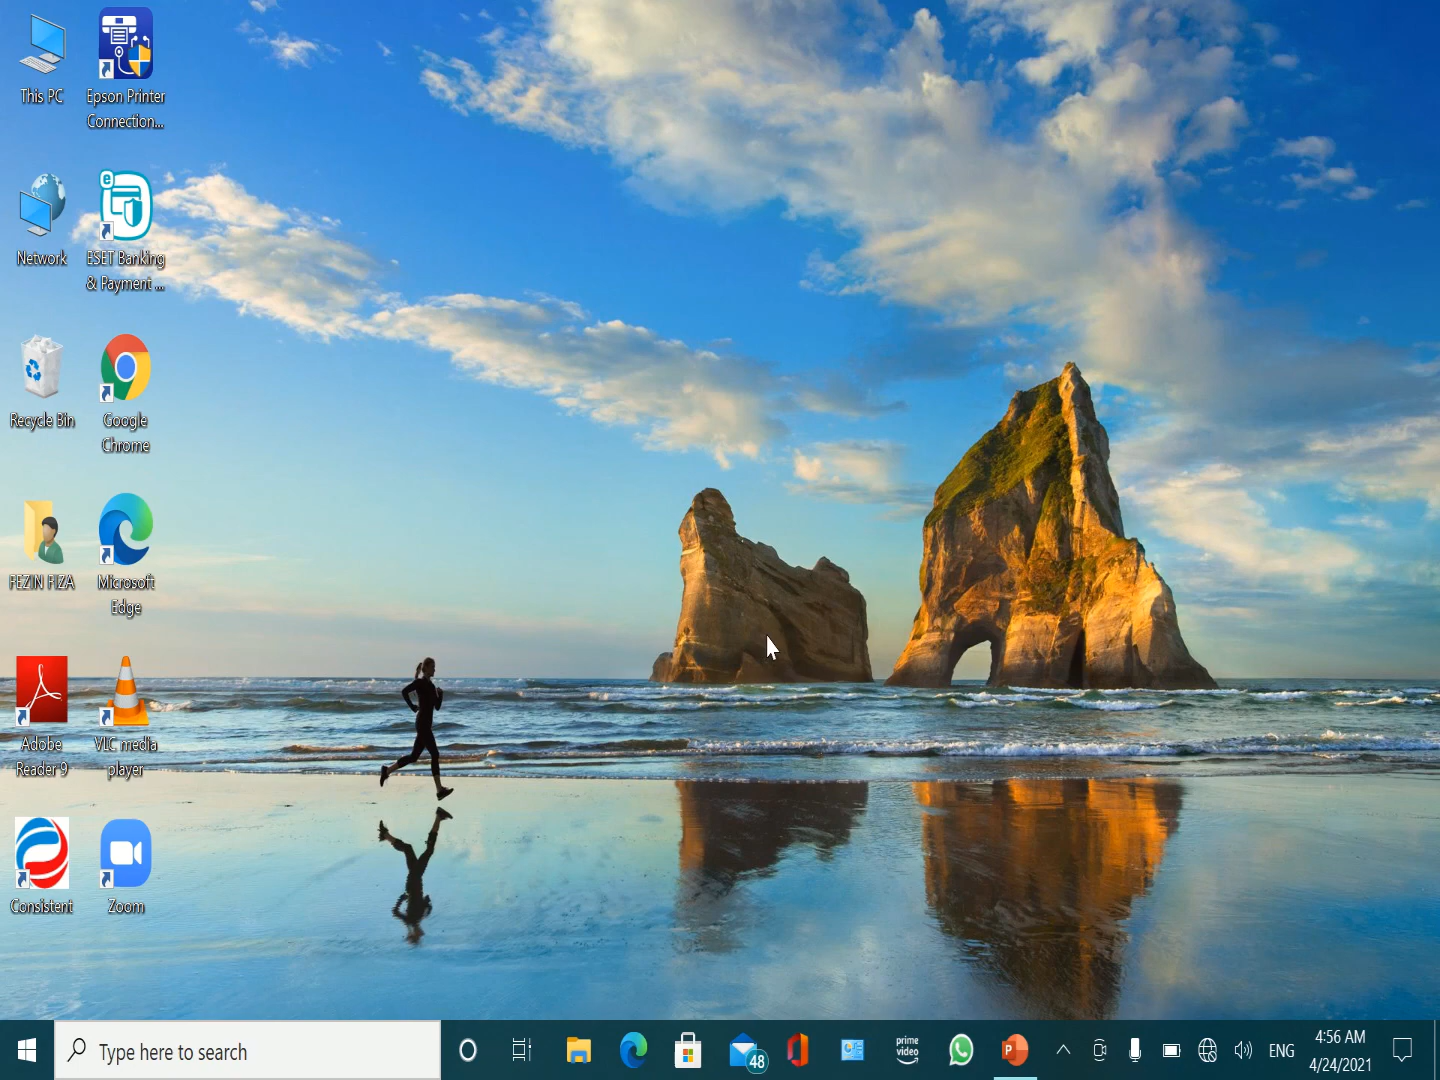 This PC
Epson Printer
Connection...
Network
ESET Banking
& Payment ...
Recycle Bin
Google
Chrome
FEZIN FIZA
Microsoft
Edge
Adobe
Reader 9
VLC media
player
Consistent
Zoom
Type here to search
48
prime
video
P
ENG
4:56 AM
4/24/2021